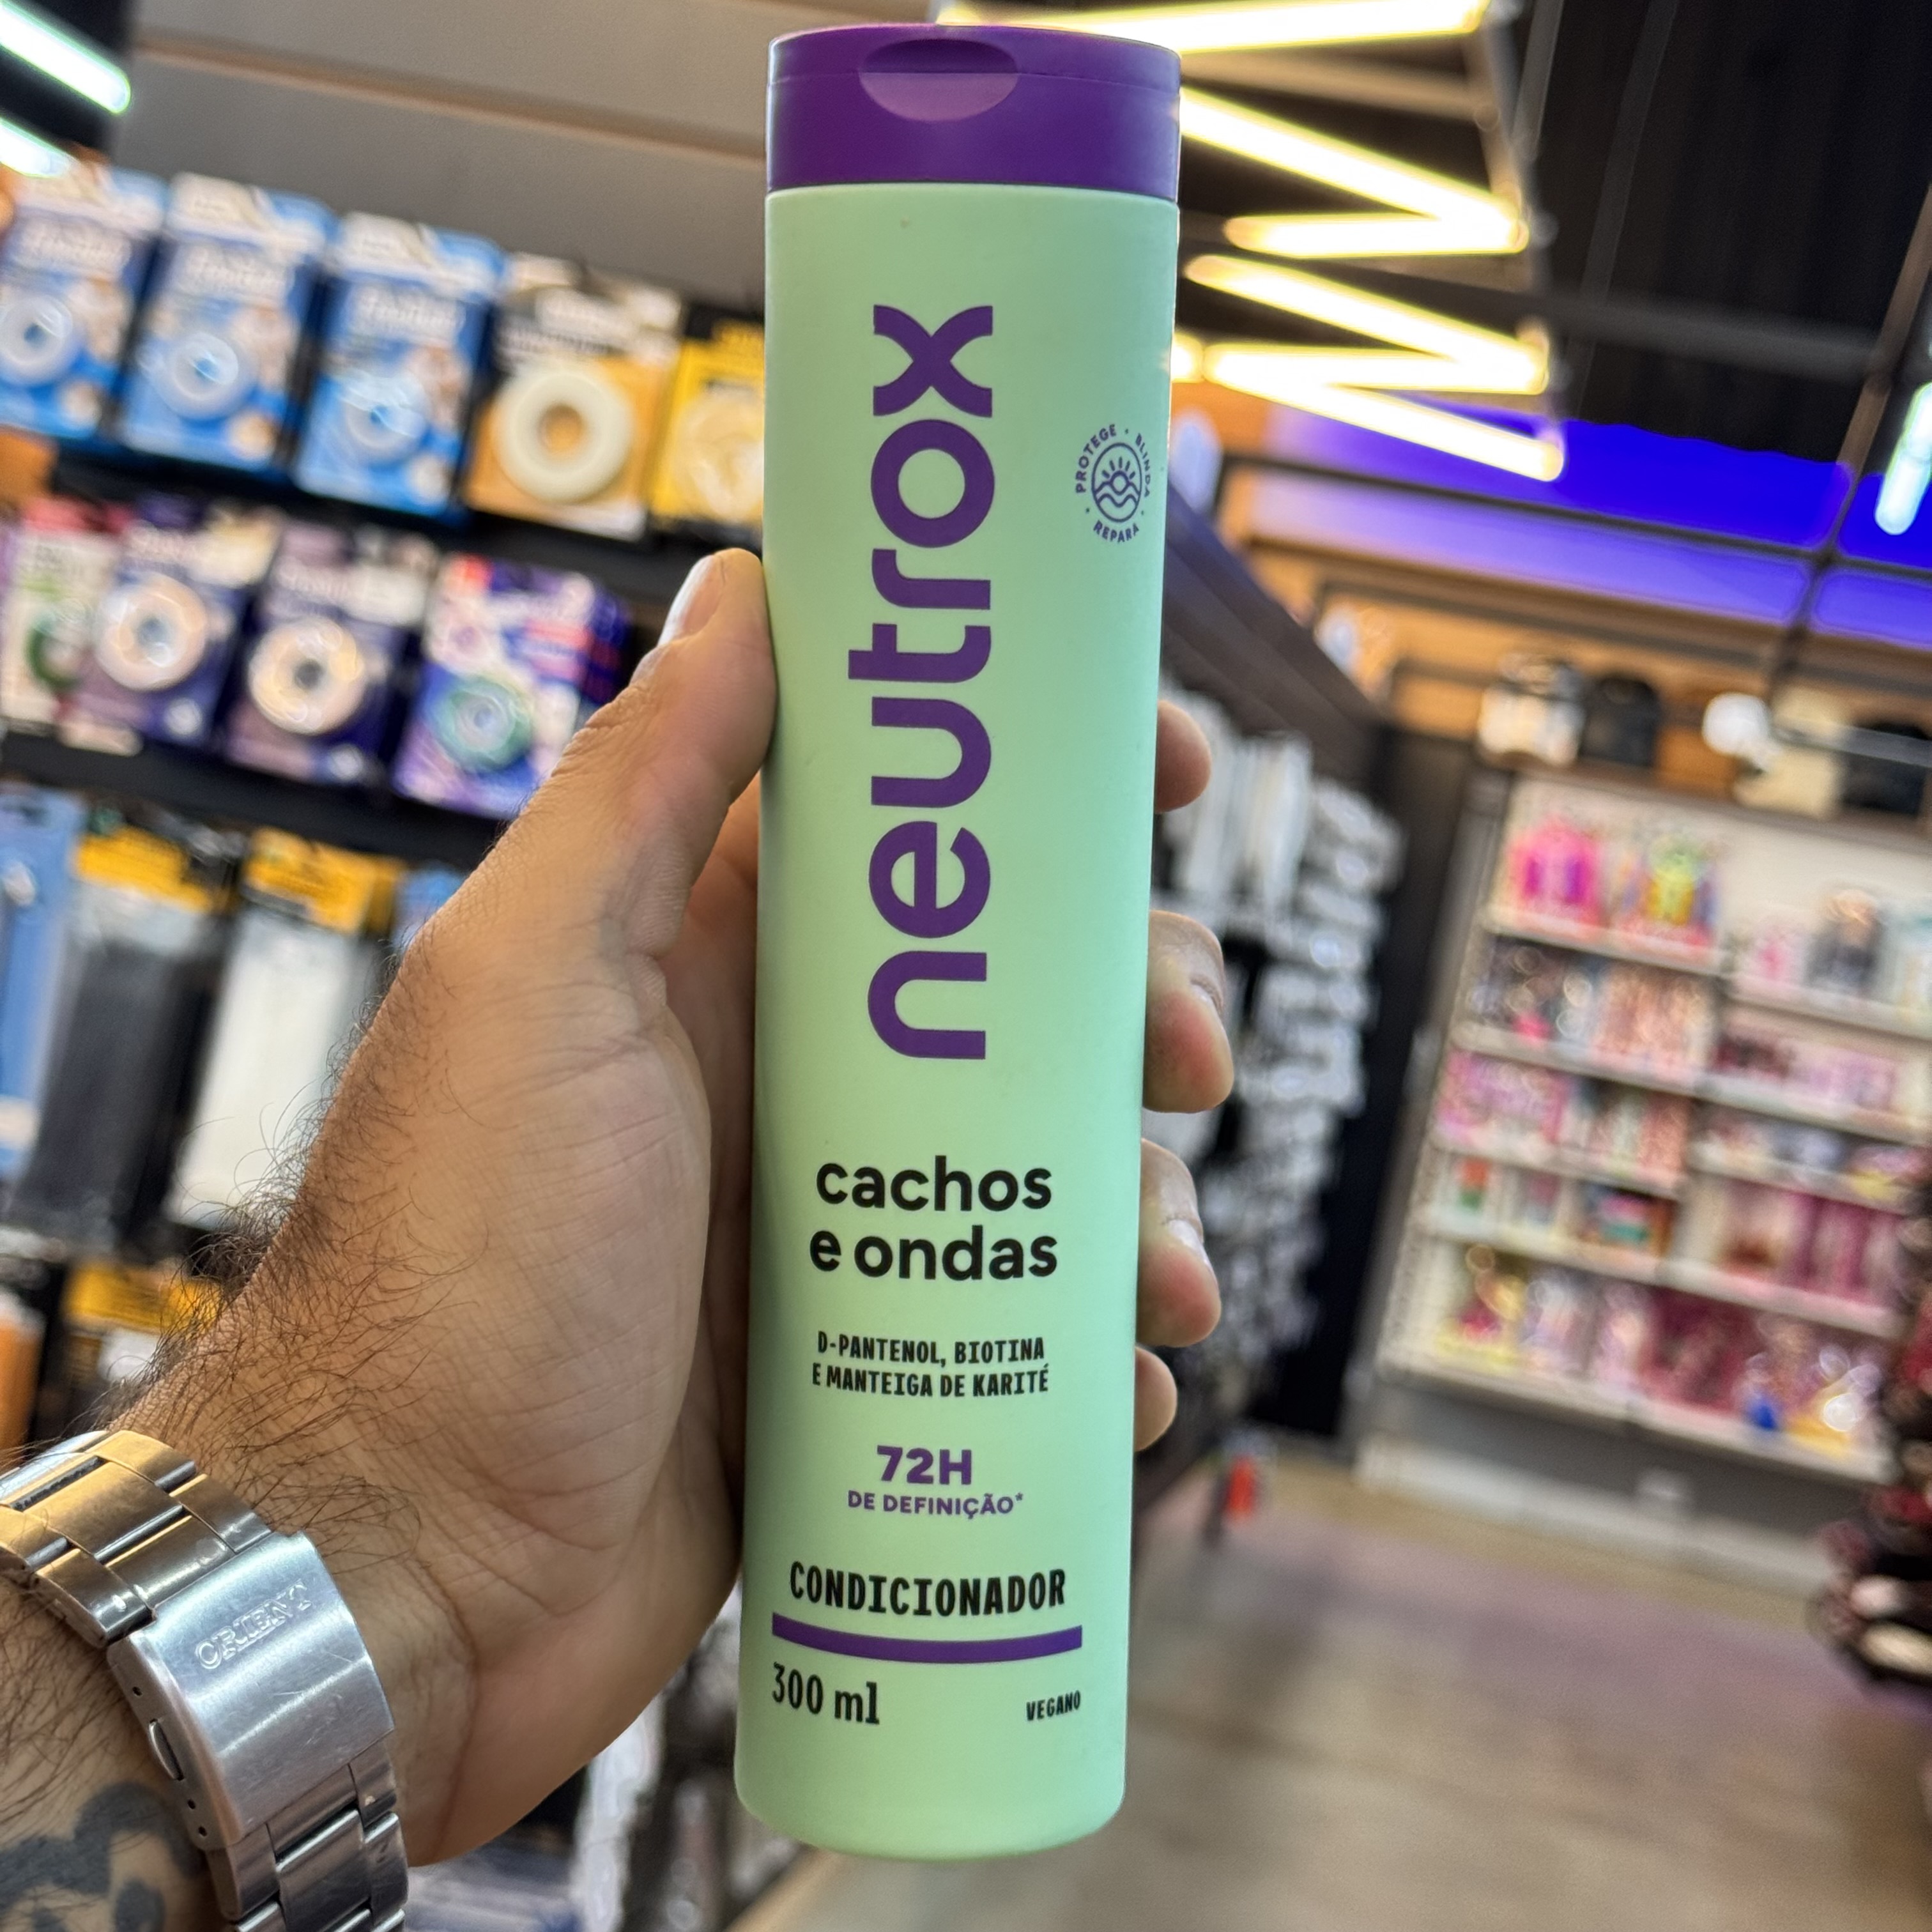 neutrox
PROTEGE · BLINDA · REPARA ·
cachos
e ondas
D-PANTENOL, BIOTINA
E MANTEIGA DE KARITÉ
72H
DE DEFINIÇÃO*
CONDICIONADOR
300 ml
VEGANO
ORIENT